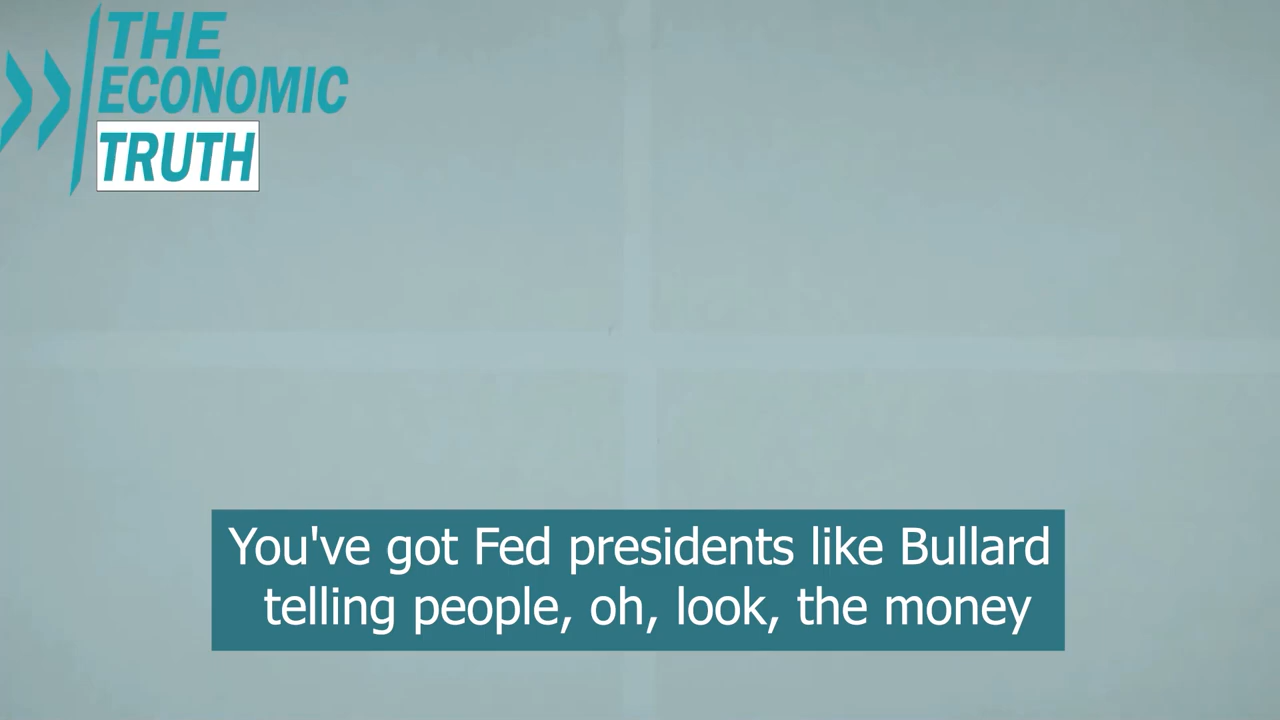 THE
ECONOMIC
TRUTH
You've got Fed presidents like Bullard
telling people, oh, look, the money